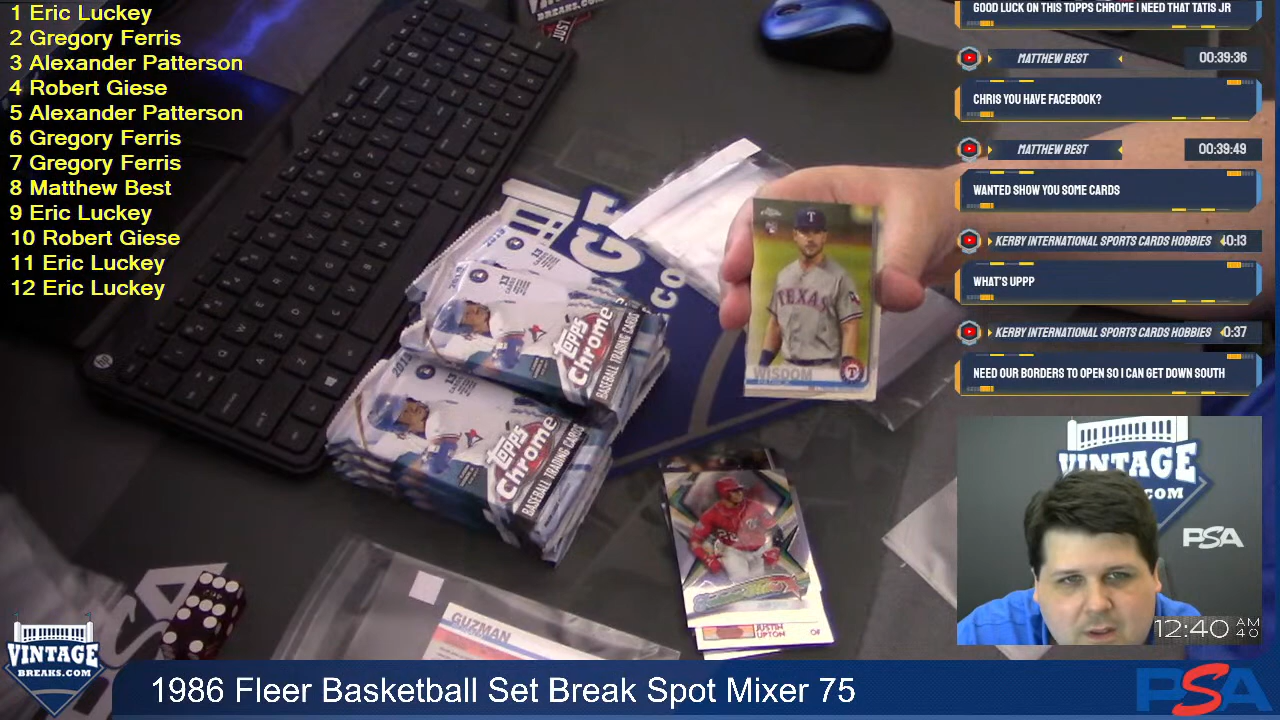 1 Eric Luckey
2 Gregory Ferris
3 Alexander Patterson
4 Robert Giese
5 Alexander Patterson
6 Gregory Ferris
7 Gregory Ferris
8 Matthew Best
9 Eric Luckey
10 Robert Giese
11 Eric Luckey
12 Eric Luckey
BREAKS.COM
GOOD LUCK ON THIS TOPPS CHROME I NEED THAT TATIS JR
MATTHEW BEST 00:39:36
CHRIS YOU HAVE FACEBOOK?
MATTHEW BEST 00:39:49
WANTED SHOW YOU SOME CARDS
KERBY INTERNATIONAL SPORTS CARDS HOBBIES 40:13
WHAT'S UPPP
KERBY INTERNATIONAL SPORTS CARDS HOBBIES 0:37
NEED OUR BORDERS TO OPEN SO I CAN GET DOWN SOUTH
13
Topps
Chrome
BASEBALL TRADING CARDS
13
Topps
Chrome
BASEBALL TRADING CARDS
T
TEXAS
WISDOM
PATRICK
T
JUSTIN
UPTON
OF
GUZMAN
VINTAGE
.COM
PSA
12:40 AM
40
VINTAGE
BREAKS.COM
1986 Fleer Basketball Set Break Spot Mixer 75
PSA